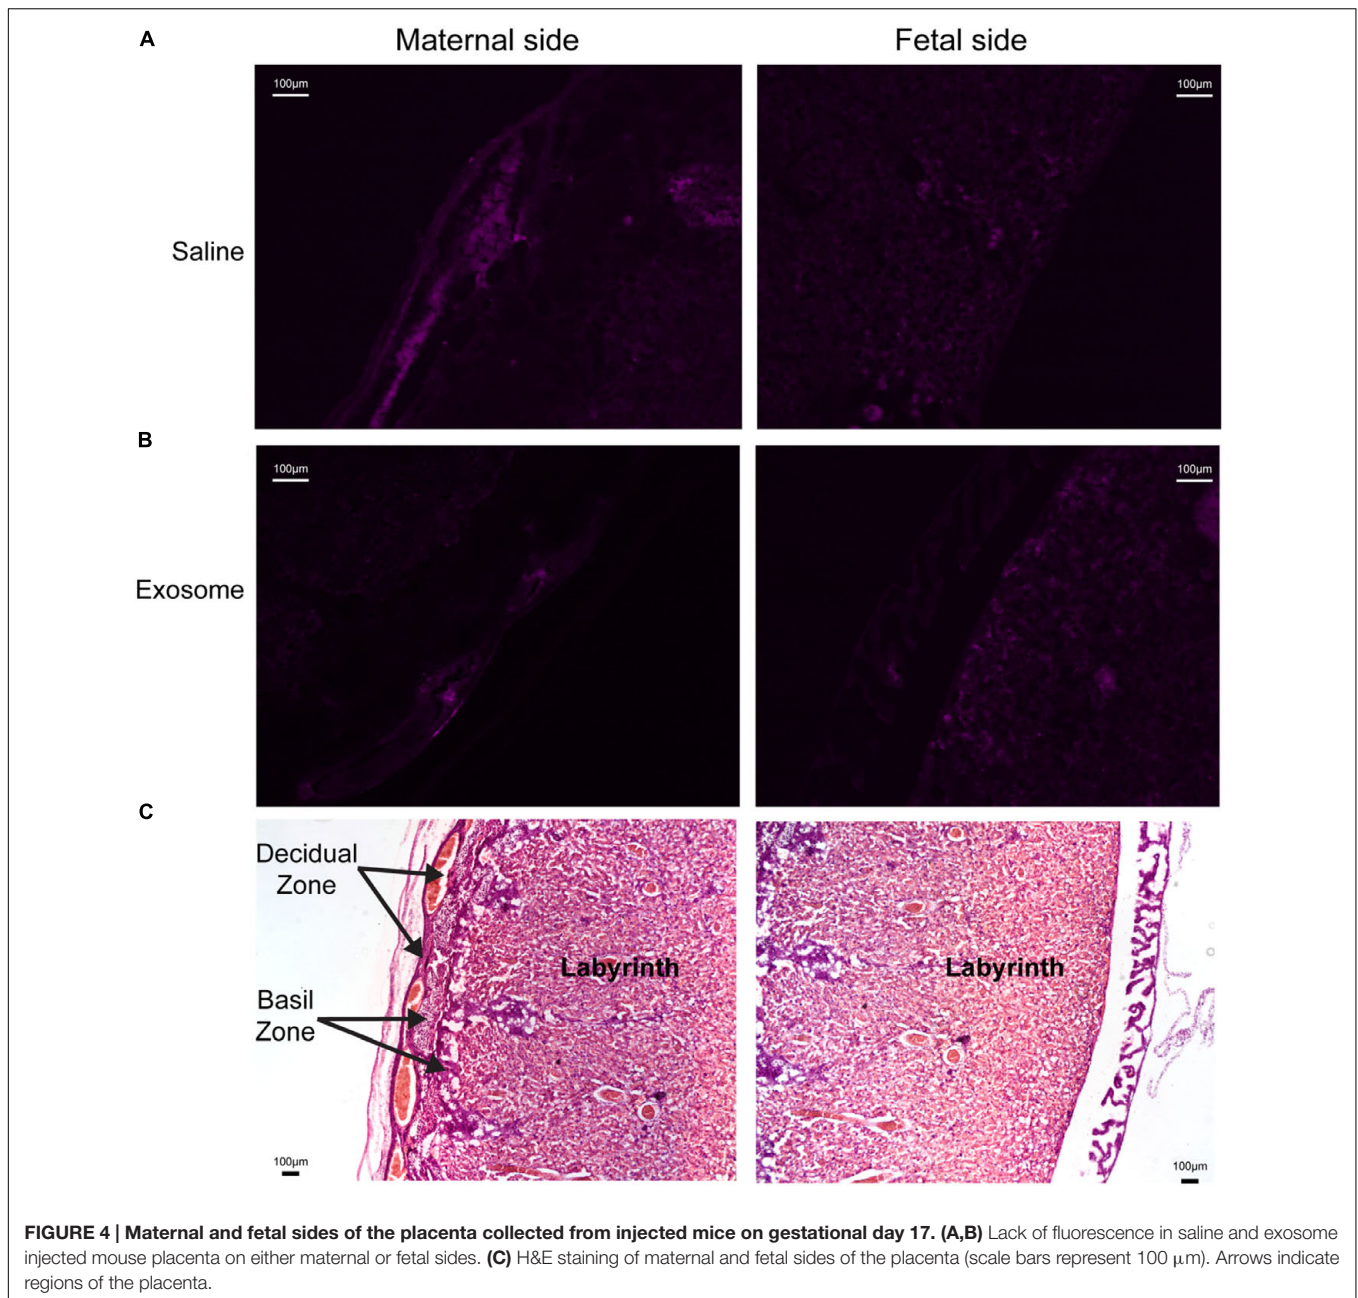 A
Maternal side
Fetal side
100µm
100µm
Saline
B
100µm
100µm
Exosome
C
Decidual
Zone
Labyrinth
Labyrinth
Basil
Zone
100µm
100µm
FIGURE 4 | Maternal and fetal sides of the placenta collected from injected mice on gestational day 17. (A,B) Lack of fluorescence in saline and exosome
injected mouse placenta on either maternal or fetal sides. (C) H&E staining of maternal and fetal sides of the placenta (scale bars represent 100 µm). Arrows indicate
regions of the placenta.